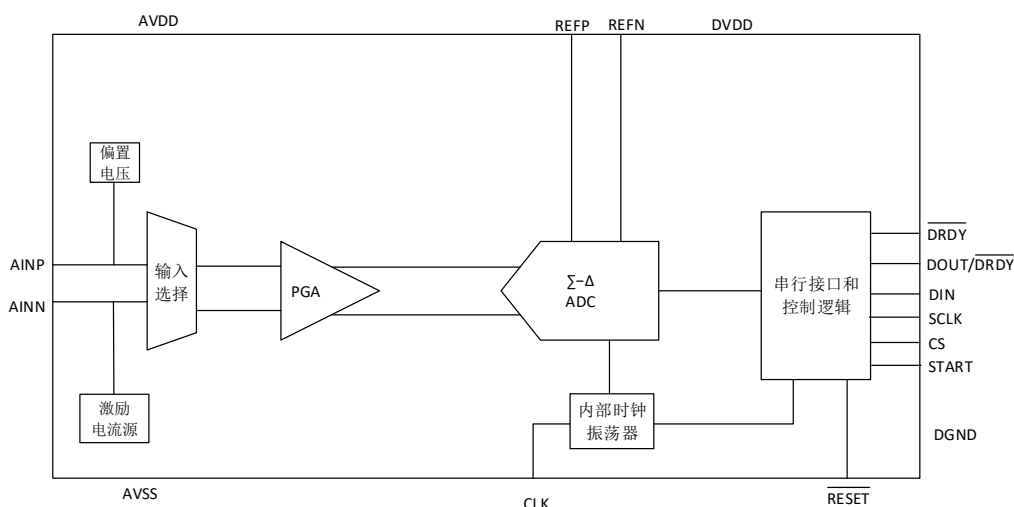 AVDD
REFP
REFN
DVDD
偏置
电压
AINP
AINN
输入
选择
PGA
∑-Δ
ADC
串行接口和
控制逻辑
DRDY
DOUT/DRDY
DIN
SCLK
CS
START
激励
电流源
内部时钟
振荡器
DGND
AVSS
CLK
RESET